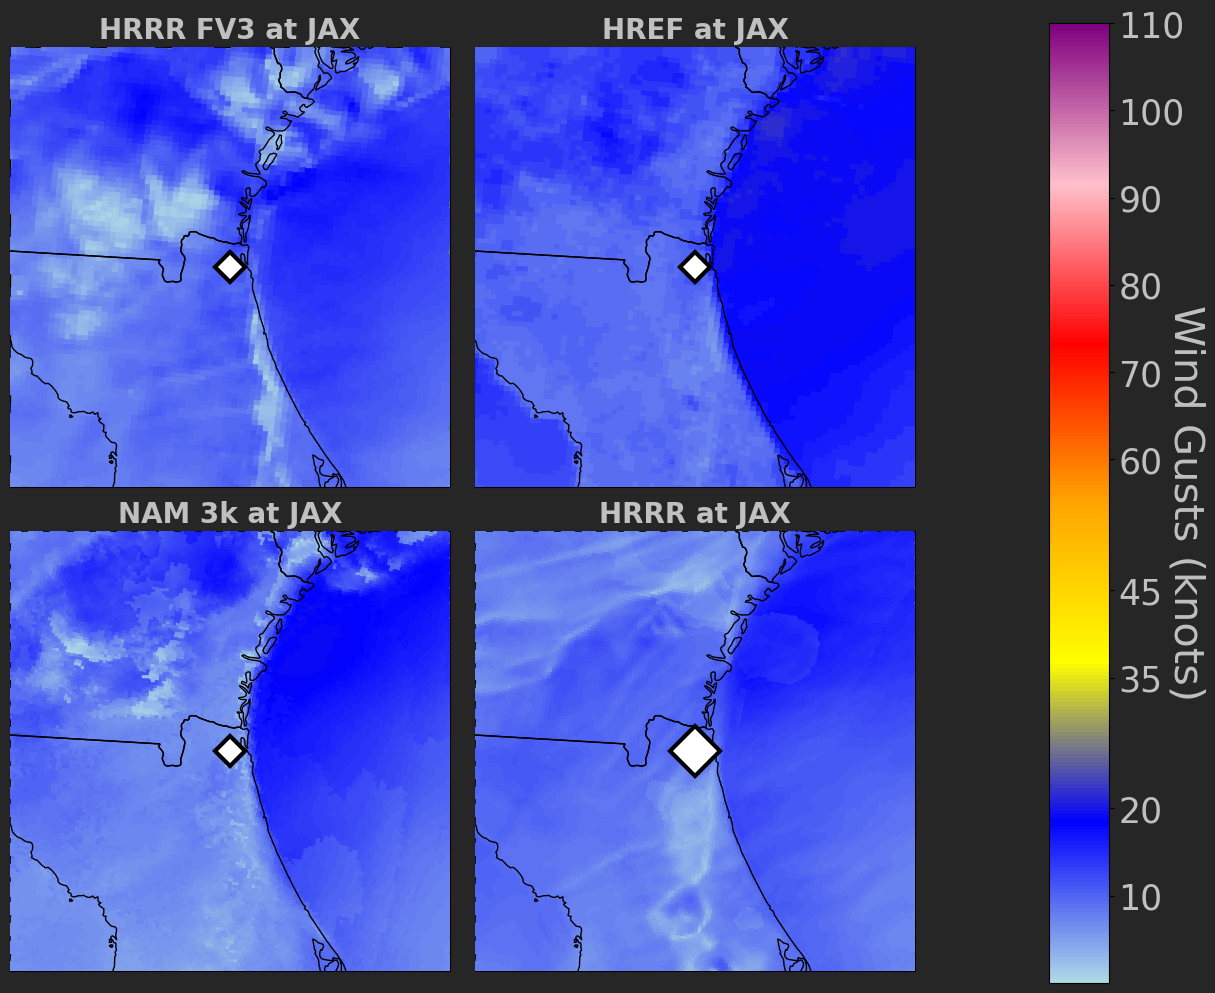 HRRR FV3 at JAX
HREF at JAX
NAM 3k at JAX
HRRR at JAX
110
100
90
80
70
60
45
35
20
10
Wind Gusts (knots)